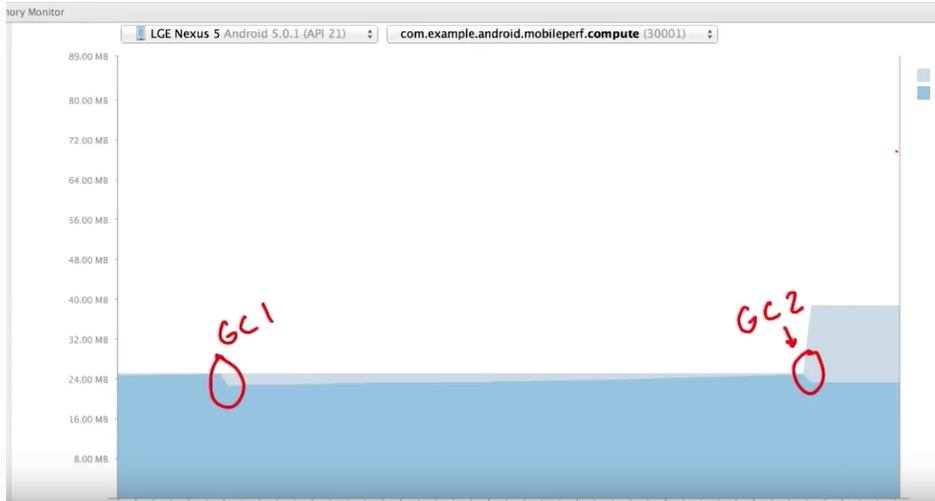 ory Monitor
LGE Nexus 5 Android 5.0.1 (API 21)
com.example.android.mobileperf.compute (30001)
89.00 MB
80.00 MB
72.00 MB
64.00 MB
56.00 MB
48.00 MB
40.00 MB
32.00 MB
24.00 MB
16.00 MB
8.00 MB
GC1
GC2